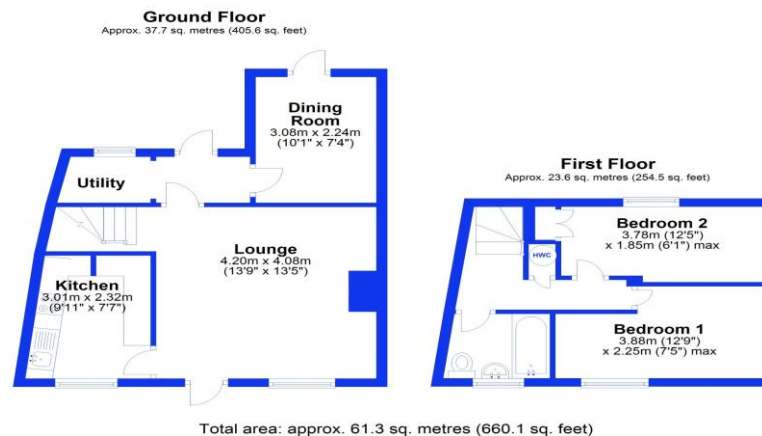 Ground Floor
Approx. 37.7 sq. metres (405.6 sq. feet)
Dining
Room
3.08m x 2.24m
(10'1" x 7'4")
Utility
Lounge
4.20m x 4.08m
(13'9" x 13'5")
Kitchen
3.01m x 2.32m
(9'11" x 7'7")
First Floor
Approx. 23.6 sq. metres (254.5 sq. feet)
Bedroom 2
3.78m (12'5")
x 1.85m (6'1") max
HWC
Bedroom 1
3.88m (12'9")
x 2.25m (7'5") max
Total area: approx. 61.3 sq. metres (660.1 sq. feet)